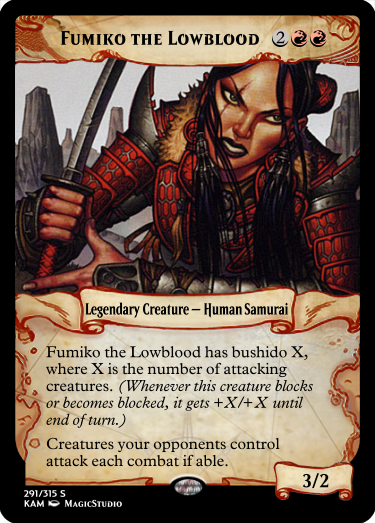 Fumiko the Lowblood 2
Legendary Creature – Human Samurai
Fumiko the Lowblood has bushido X,
where X is the number of attacking
creatures. (Whenever this creature blocks
or becomes blocked, it gets +X/+X until
end of turn.)
Creatures your opponents control
attack each combat if able.
3/2
291/315 S
KAM MagicStudio